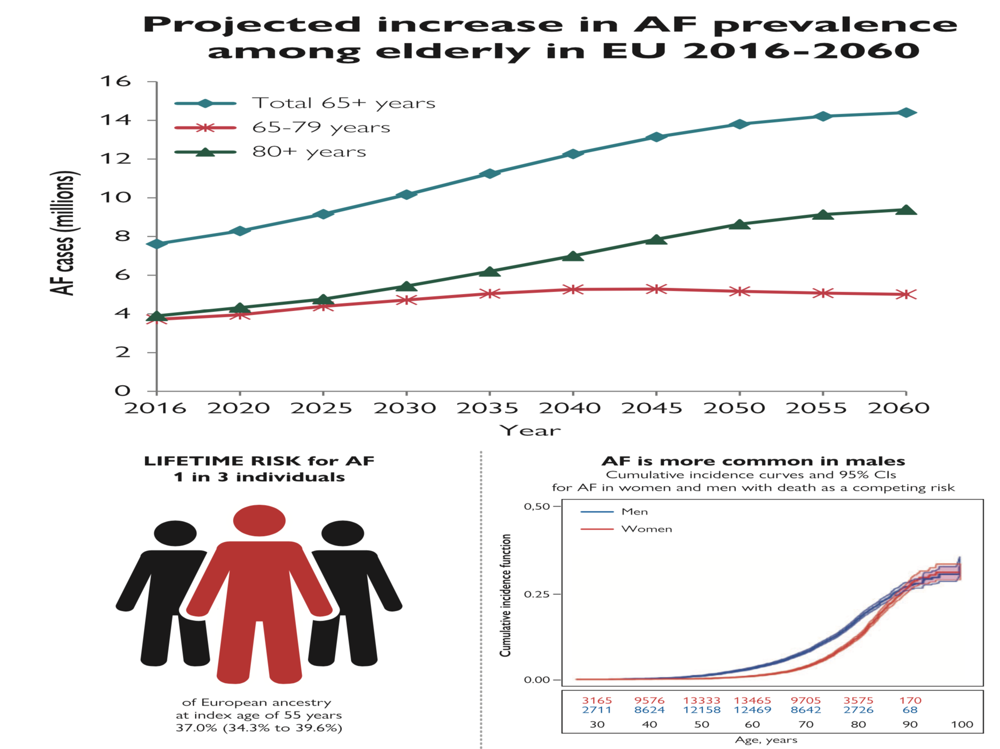 Projected increase in AF prevalence
among elderly in EU 2016-2060
16
14
12
10
8
6
4
2
0
AF cases (millions)
Total 65+ years
65-79 years
80+ years
2016 2020 2025 2030 2035 2040 2045 2050 2055 2060
Year
LIFETIME RISK for AF
1 in 3 individuals
of European ancestry
at index age of 55 years
37.0% (34.3% to 39.6%)
AF is more common in males
Cumulative incidence curves and 95% CIs
for AF in women and men with death as a competing risk
0,50
0.25
0.00
Cumulative incidence function
Men
Women
3165 9576 13333 13465 9705 3575 170
2711 8624 12158 12469 8642 2726 68
30 40 50 60 70 80 90 100
Age, years